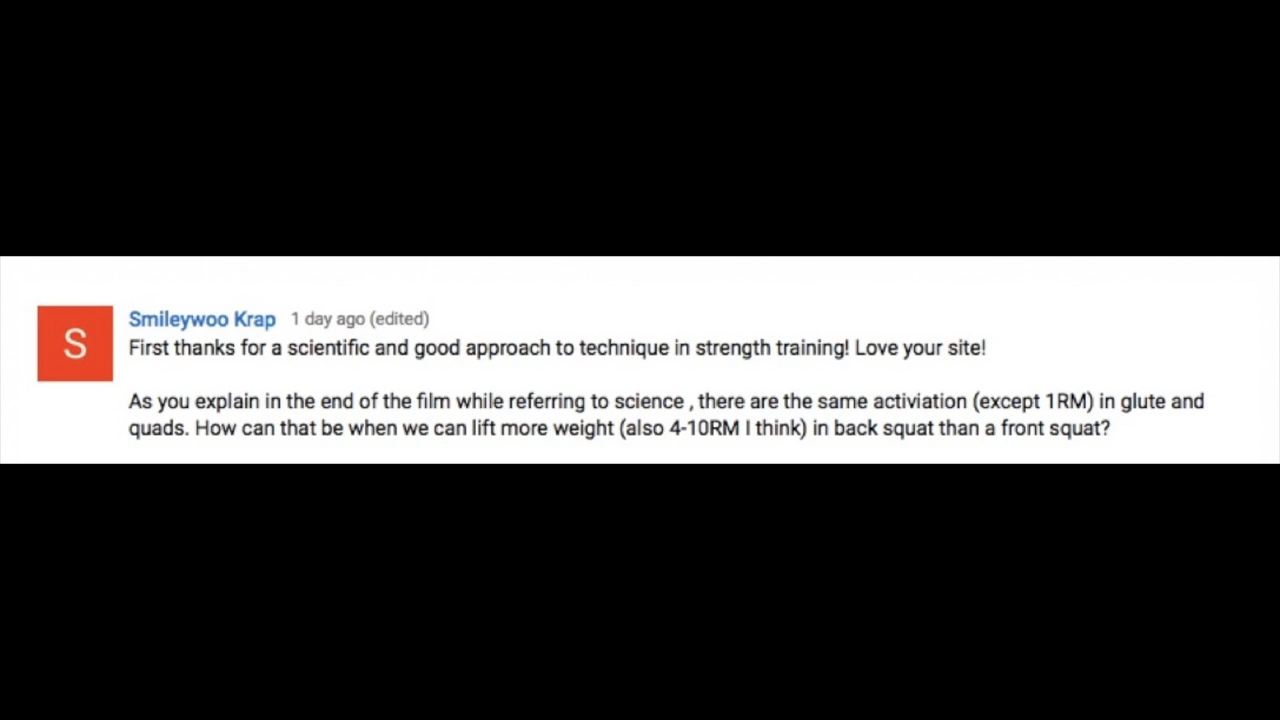 S
Smileywoo Krap 1 day ago (edited)
First thanks for a scientific and good approach to technique in strength training! Love your site!
As you explain in the end of the film while referring to science , there are the same activiation (except 1RM) in glute and
quads. How can that be when we can lift more weight (also 4-10RM I think) in back squat than a front squat?